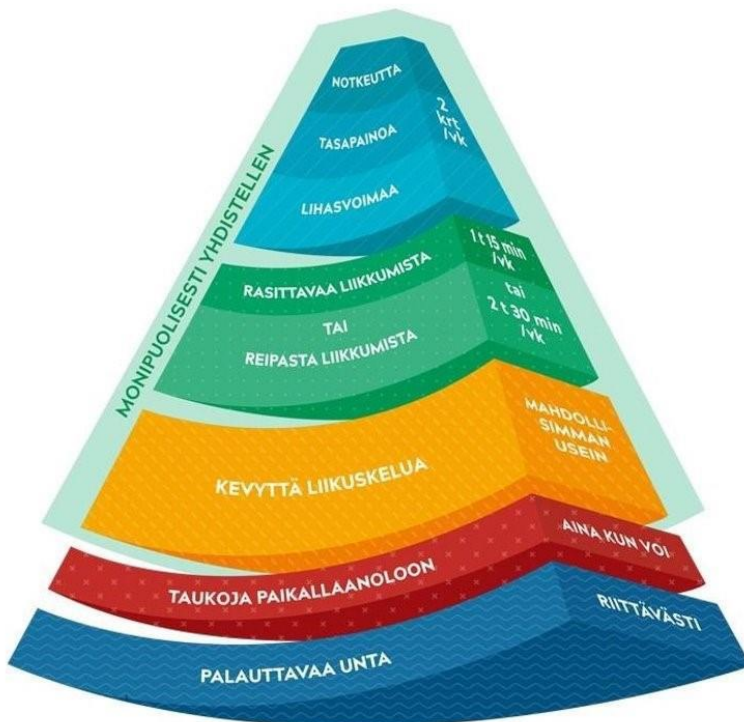 MONIPUOLISESTI YHDISTELLEN
NOTKEUTTA
TASAPAINOA
LIHASVOIMAA
2
krt
/vk
RASITTAVAA LIIKKUMISTA
TAI
REIPASTA LIIKKUMISTA
1 t 15 min
/vk
tai
2 t 30 min
/vk
KEVYTTÄ LIIKUSKELUA
MAHDOLLI-
SIMMAN
USEIN
TAUKOJA PAIKALLAANOLOON
AINA KUN VOI
PALAUTTAVAA UNTA
RIITTÄVÄSTI